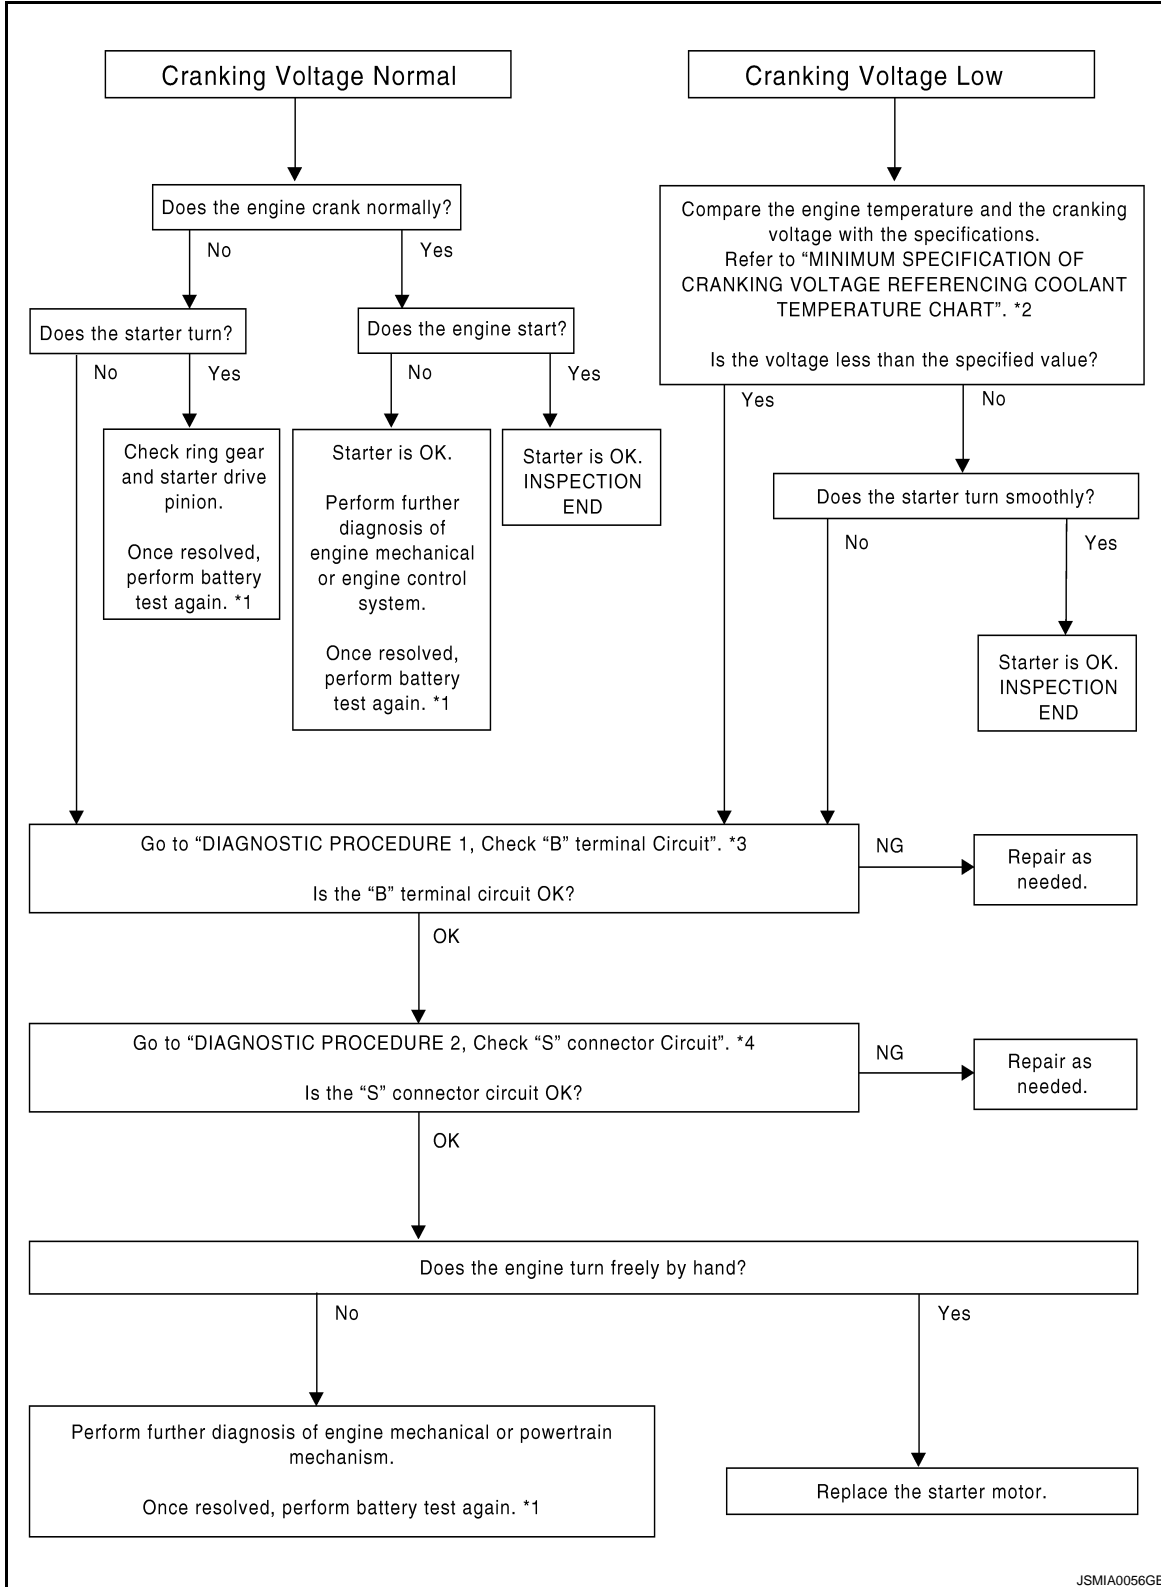 Cranking Voltage Normal
Cranking Voltage Low
Does the engine crank normally?
No
Yes
Does the starter turn?
No
Yes
Check ring gear
and starter drive
pinion.
Once resolved,
perform battery
test again. *1
Does the engine start?
No
Yes
Starter is OK.
Perform further
diagnosis of
engine mechanical
or engine control
system.
Once resolved,
perform battery
test again. *1
Starter is OK.
INSPECTION
END
Compare the engine temperature and the cranking
voltage with the specifications.
Refer to “MINIMUM SPECIFICATION OF
CRANKING VOLTAGE REFERENCING COOLANT
TEMPERATURE CHART”. *2
Is the voltage less than the specified value?
Yes
No
Does the starter turn smoothly?
No
Yes
Starter is OK.
INSPECTION
END
Go to “DIAGNOSTIC PROCEDURE 1, Check “B” terminal Circuit”. *3
Is the “B” terminal circuit OK?
NG
Repair as
needed.
OK
Go to “DIAGNOSTIC PROCEDURE 2, Check “S” connector Circuit”. *4
Is the “S” connector circuit OK?
NG
Repair as
needed.
OK
Does the engine turn freely by hand?
No
Yes
Perform further diagnosis of engine mechanical or powertrain
mechanism.
Once resolved, perform battery test again. *1
Replace the starter motor.
JSMIA0056GB